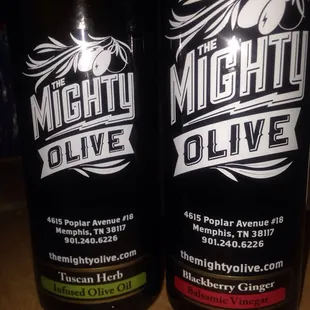 THE
MIGHTY
OLIVE
4615 Poplar Avenue #18
Memphis, TN 38117
901.240.6226
themightyolive.com
Tuscan Herb
Infused Olive Oil
THE
MIGHTY
OLIVE
4615 Poplar Avenue #18
Memphis, TN 38117
901.240.6226
themightyolive.com
Blackberry Ginger
Balsamic Vinegar